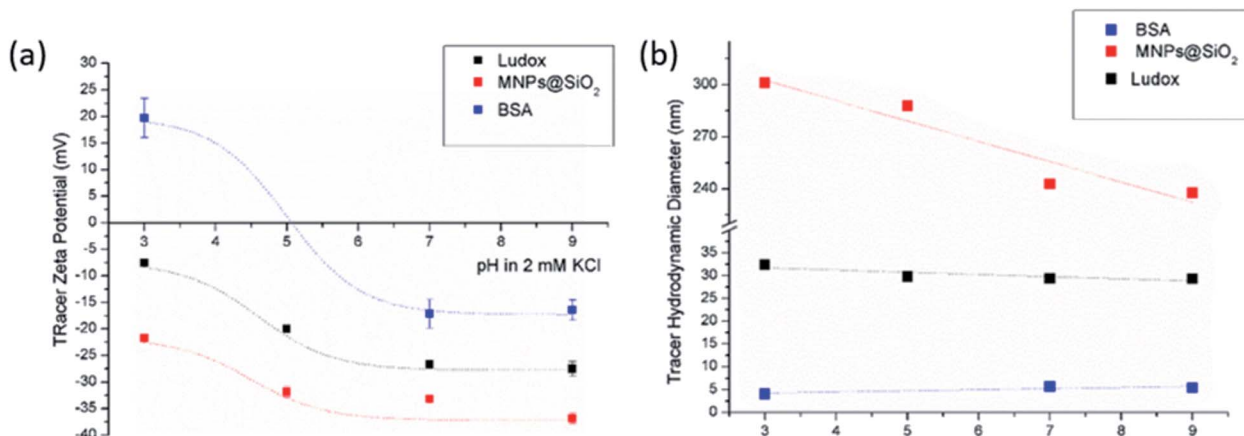 (a)
Ludox
MNPs@SiO2
BSA
TRacer Zeta Potential (mV)
30
25
20
15
10
5
0
-5
-10
-15
-20
-25
-30
-35
-40
3 4 5 6 7 8 9
pH in 2 mM KCl
(b)
BSA
MNPs@SiO2
Ludox
Tracer Hydrodynamic Diameter (nm)
300
270
240
35
30
25
20
15
10
5
0
3 4 5 6 7 8 9